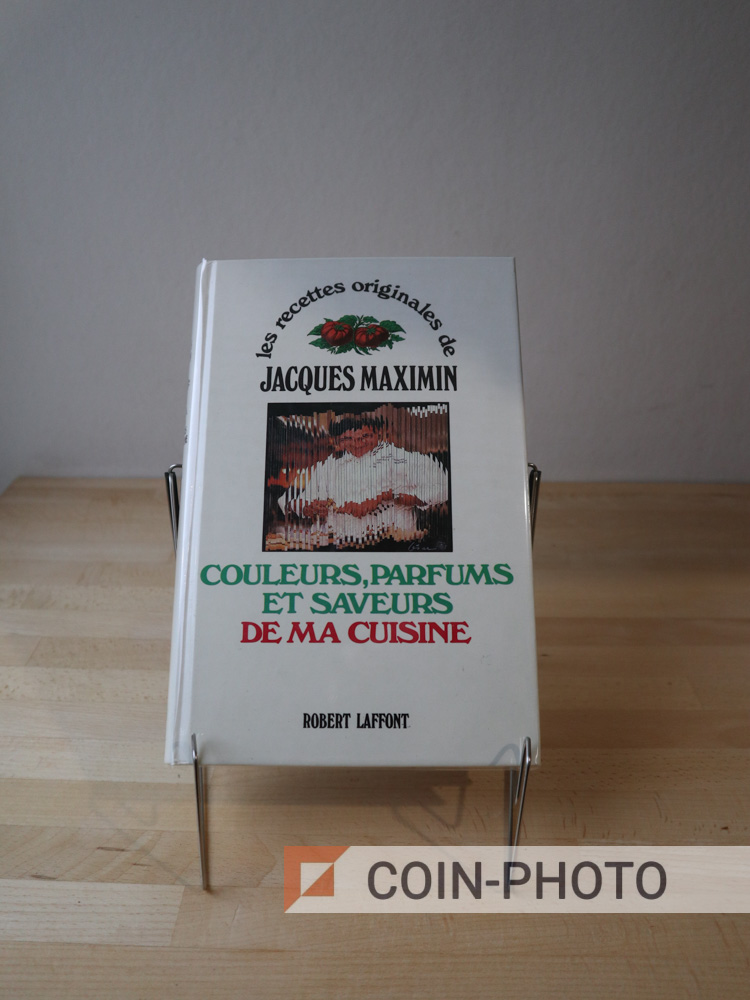 les recettes originales de
JACQUES MAXIMIN
COULEURS, PARFUMS
ET SAVEURS
DE MA CUISINE
ROBERT LAFFONT
COIN-PHOTO